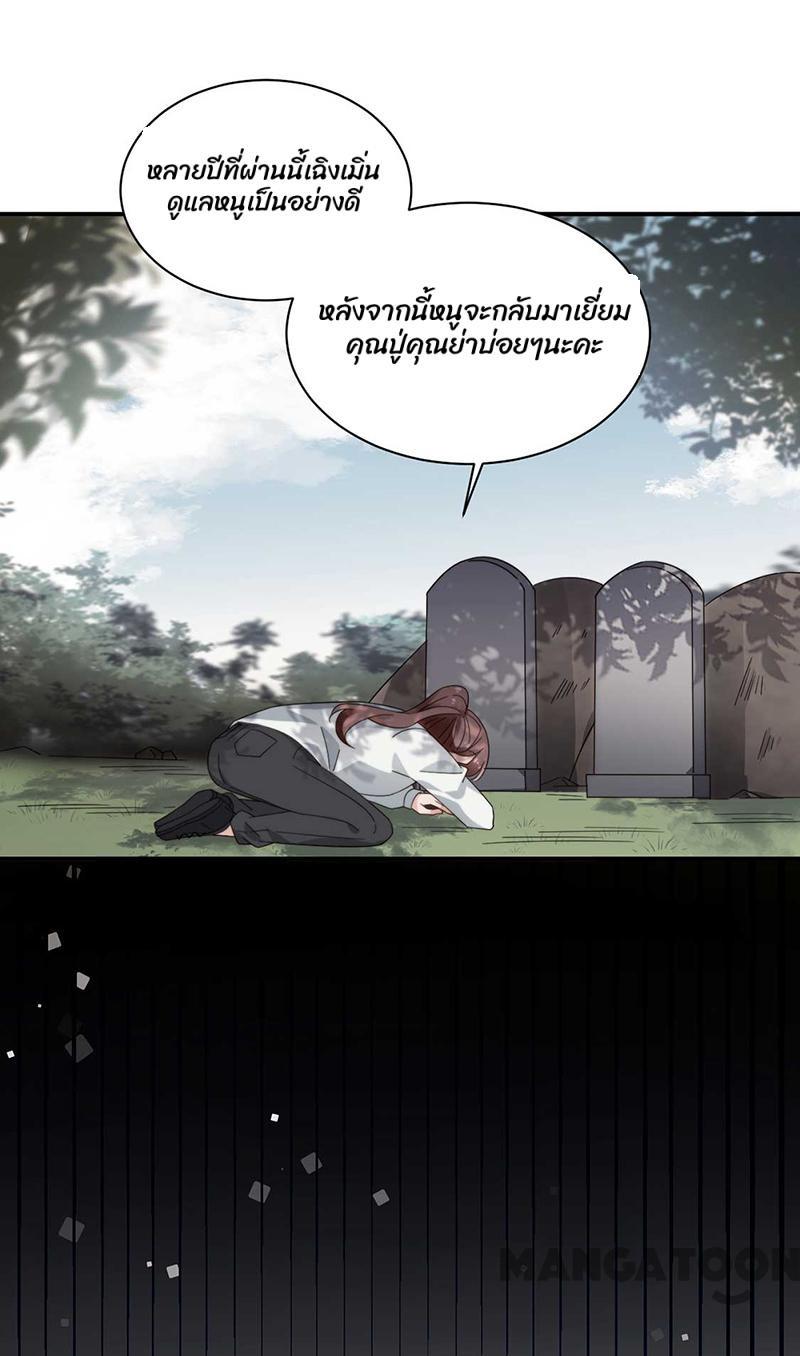 หลายปีที่ผ่านนี้เฉิงเมิ่น
ดูแลหนูเป็นอย่างดี
หลังจากนี้หนูจะกลับมาเยี่ยม
คุณปู่คุณย่าบ่อยๆนะคะ
MANGATOON